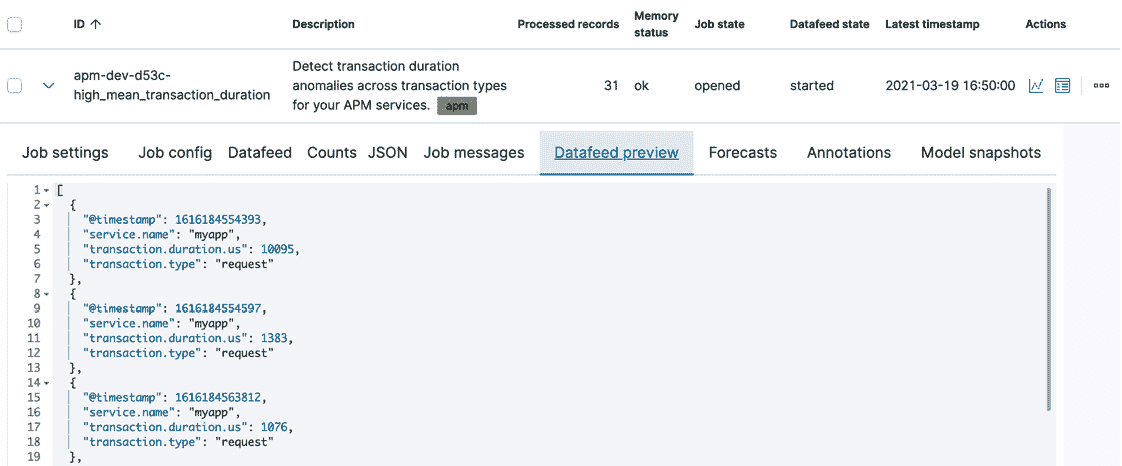 ID ↑ Description Processed records Memory status Job state Datafeed state Latest timestamp Actions
apm-dev-d53c-
high_mean_transaction_duration
Detect transaction duration
anomalies across transaction types
for your APM services. apm
31 ok opened started 2021-03-19 16:50:00
Job settings Job config Datafeed Counts JSON Job messages Datafeed preview Forecasts Annotations Model snapshots
1 [
2 {
3 "@timestamp": 1616184554393,
4 "service.name": "myapp",
5 "transaction.duration.us": 10095,
6 "transaction.type": "request"
7 },
8 {
9 "@timestamp": 1616184554597,
10 "service.name": "myapp",
11 "transaction.duration.us": 1383,
12 "transaction.type": "request"
13 },
14 {
15 "@timestamp": 1616184563812,
16 "service.name": "myapp",
17 "transaction.duration.us": 1076,
18 "transaction.type": "request"
19 },